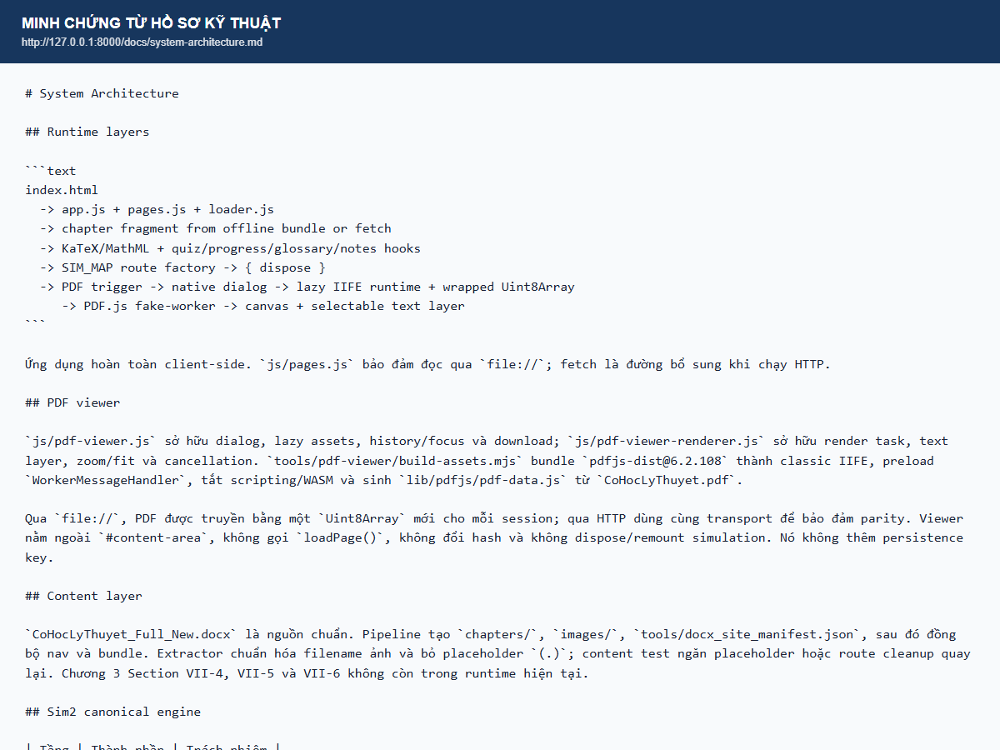 MINH CHỨNG TỪ HỒ SƠ KỸ THUẬT
http://127.0.0.1:8000/docs/system-architecture.md
# System Architecture
## Runtime layers
```text
index.html
  -> app.js + pages.js + loader.js
  -> chapter fragment from offline bundle or fetch
  -> KaTeX/MathML + quiz/progress/glossary/notes hooks
  -> SIM_MAP route factory -> { dispose }
  -> PDF trigger -> native dialog -> lazy IIFE runtime + wrapped Uint8Array
     -> PDF.js fake-worker -> canvas + selectable text layer
```
Ứng dụng hoàn toàn client-side. `js/pages.js` bảo đảm đọc qua `file://`; fetch là đường bổ sung khi chạy HTTP.
## PDF viewer
`js/pdf-viewer.js` sở hữu dialog, lazy assets, history/focus và download; `js/pdf-viewer-renderer.js` sở hữu render task, text
layer, zoom/fit và cancellation. `tools/pdf-viewer/build-assets.mjs` bundle `pdfjs-dist@6.2.108` thành classic IIFE, preload
`WorkerMessageHandler`, tắt scripting/WASM và sinh `lib/pdfjs/pdf-data.js` từ `CoHocLyThuyet.pdf`.
Qua `file://`, PDF được truyền bằng một `Uint8Array` mới cho mỗi session; qua HTTP dùng cùng transport để bảo đảm parity. Viewer
nằm ngoài `#content-area`, không gọi `loadPage()`, không đổi hash và không dispose/remount simulation. Nó không thêm persistence
key.
## Content layer
`CoHocLyThuyet_Full_New.docx` là nguồn chuẩn. Pipeline tạo `chapters/`, `images/`, `tools/docx_site_manifest.json`, sau đó đồng
bộ nav và bundle. Extractor chuẩn hóa filename ảnh và bỏ placeholder `(.)`; content test ngăn placeholder hoặc route cleanup quay
lại. Chương 3 Section VII-4, VII-5 và VII-6 không còn trong runtime hiện tại.
## Sim2 canonical engine
| Tầng | Thành phần | Trách nhiệm |